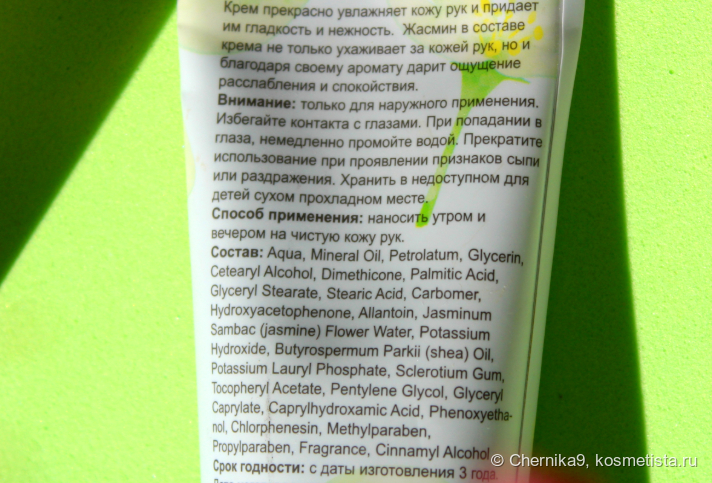 Крем прекрасно увлажняет кожу рук и придает
им гладкость и нежность. Жасмин в составе
крема не только ухаживает за кожей рук, но и
благодаря своему аромату дарит ощущение
расслабления и спокойствия.
Внимание: только для наружного применения.
Избегайте контакта с глазами. При попадании в
глаза, немедленно промойте водой. Прекратите
использование при проявлении признаков сыпи
или раздражения. Хранить в недоступном для
детей сухом прохладном месте.
Способ применения: наносить утром и
вечером на чистую кожу рук.
Состав: Aqua, Mineral Oil, Petrolatum, Glycerin,
Cetearyl Alcohol, Dimethicone, Palmitic Acid,
Glyceryl Stearate, Stearic Acid, Carbomer,
Hydroxyacetophenone, Allantoin, Jasminum
Sambac (jasmine) Flower Water, Potassium
Hydroxide, Butyrospermum Parkii (shea) Oil,
Potassium Lauryl Phosphate, Sclerotium Gum,
Tocopheryl Acetate, Pentylene Glycol, Glyceryl
Caprylate, Caprylhydroxamic Acid, Phenoxyetha-
nol, Chlorphenesin, Methylparaben,
Propylparaben, Fragrance, Cinnamyl Alcohol
Срок годности: с даты изготовления 3 года.
© Chernika9, kosmetista.ru